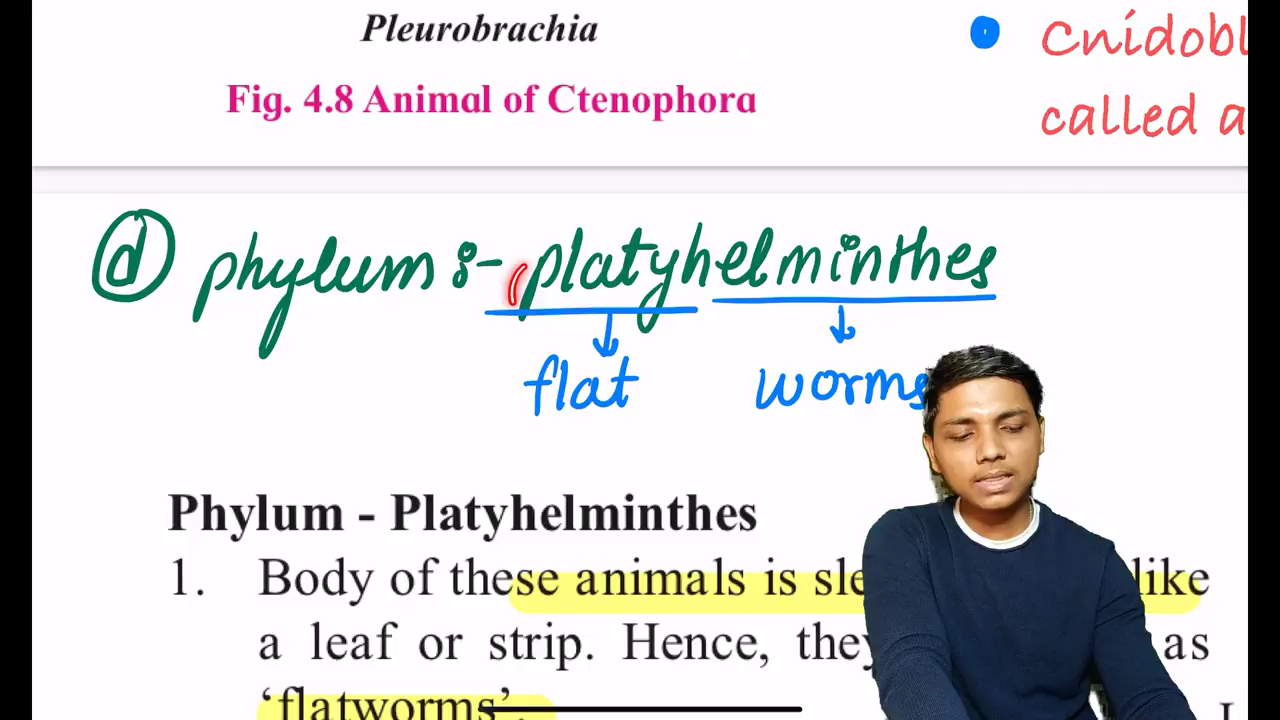 Pleurobrachia
Fig. 4.8 Animal of Ctenophora
Cnidobl
called a
d phylum :- platyhelminthes
flat worms
Phylum - Platyhelminthes
1. Body of these animals is sle like
a leaf or strip. Hence, they as
‘flatworms’.